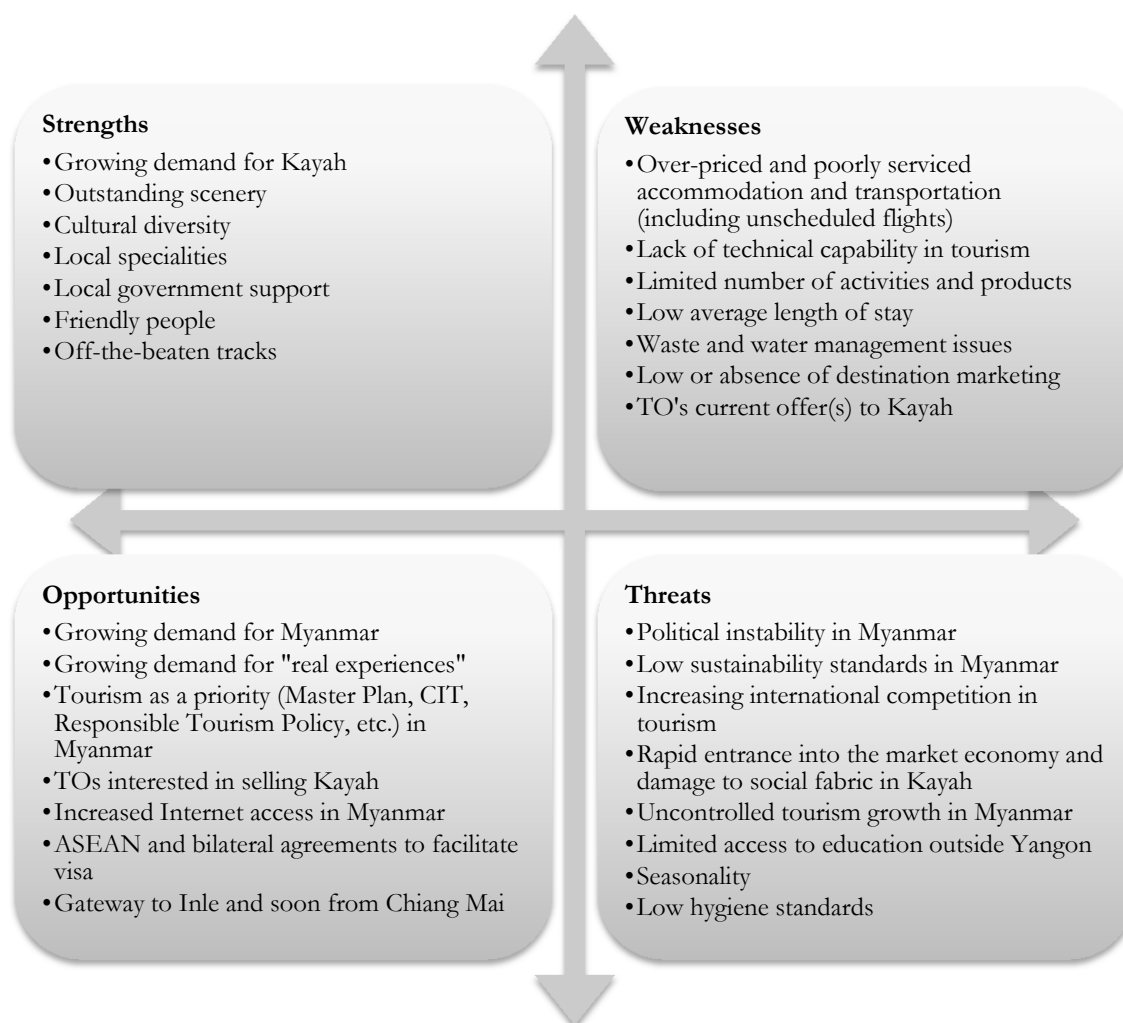 Strengths
•Growing demand for Kayah
•Outstanding scenery
•Cultural diversity
•Local specialities
•Local government support
•Friendly people
•Off-the-beaten tracks
Weaknesses
•Over-priced and poorly serviced
accommodation and transportation
(including unscheduled flights)
•Lack of technical capability in tourism
•Limited number of activities and products
•Low average length of stay
•Waste and water management issues
•Low or absence of destination marketing
•TO's current offer(s) to Kayah
Opportunities
•Growing demand for Myanmar
•Growing demand for "real experiences"
•Tourism as a priority (Master Plan, CIT,
Responsible Tourism Policy, etc.) in
Myanmar
•TOs interested in selling Kayah
•Increased Internet access in Myanmar
•ASEAN and bilateral agreements to facilitate
visa
•Gateway to Inle and soon from Chiang Mai
Threats
•Political instability in Myanmar
•Low sustainability standards in Myanmar
•Increasing international competition in
tourism
•Rapid entrance into the market economy and
damage to social fabric in Kayah
•Uncontrolled tourism growth in Myanmar
•Limited access to education outside Yangon
•Seasonality
•Low hygiene standards